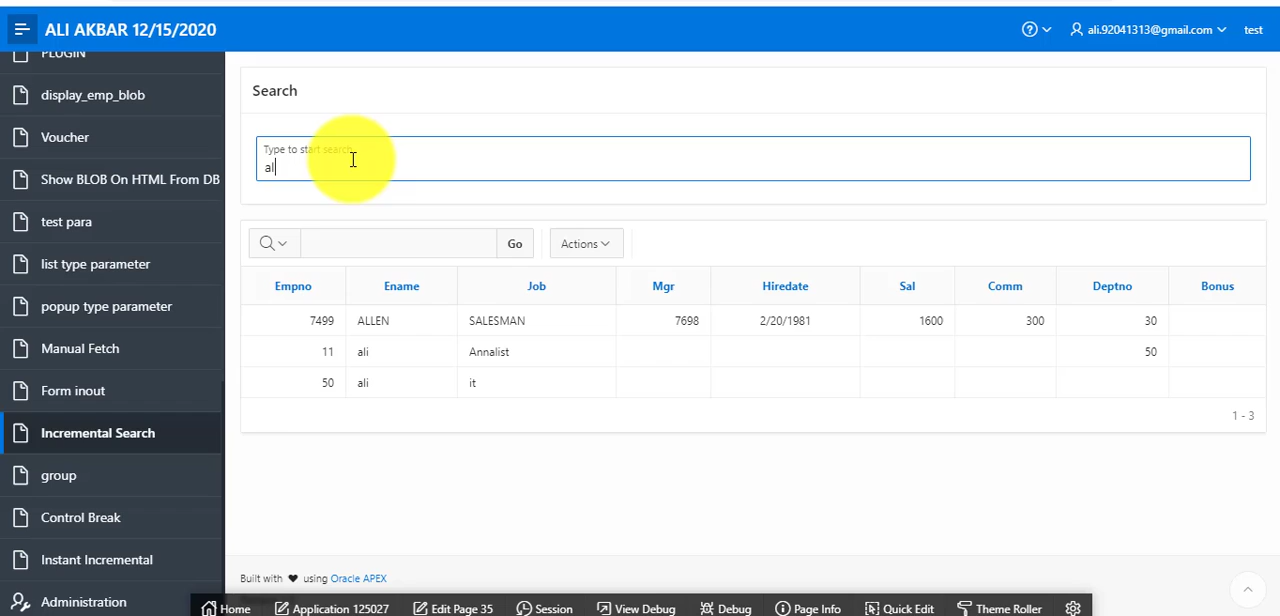 ALI AKBAR 12/15/2020
ali.92041313@gmail.com
test
PLUGIN
display_emp_blob
Voucher
Show BLOB On HTML From DB
test para
list type parameter
popup type parameter
Manual Fetch
Form inout
Incremental Search
group
Control Break
Instant Incremental
Administration
Search
Type to start search
al
Go
Actions
Empno Ename Job Mgr Hiredate Sal Comm Deptno Bonus
7499 ALLEN SALESMAN 7698 2/20/1981 1600 300 30
11 ali Annalist 50
50 ali it
1 - 3
Built with ♥ using Oracle APEX
Home Application 125027 Edit Page 35 Session View Debug Debug Page Info Quick Edit Theme Roller